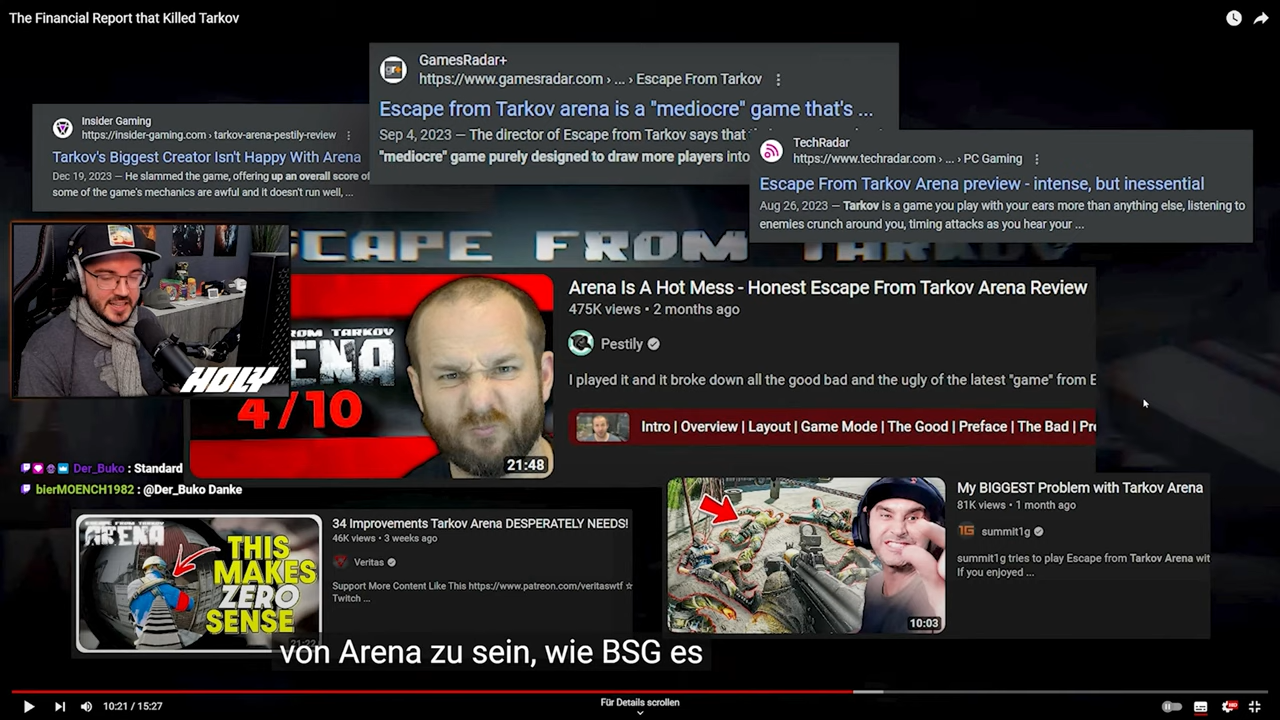 The Financial Report that Killed Tarkov
GamesRadar+
https://www.gamesradar.com › ... › Escape From Tarkov
Escape from Tarkov arena is a "mediocre" game that's ...
Sep 4, 2023 — The director of Escape from Tarkov says that
"mediocre" game purely designed to draw more players into
Insider Gaming
https://insider-gaming.com › tarkov-arena-pestily-review
Tarkov's Biggest Creator Isn't Happy With Arena
Dec 19, 2023 — He slammed the game, offering up an overall score of
some of the game's mechanics are awful and it doesn't run well, ...
TechRadar
https://www.techradar.com › ... › PC Gaming
Escape From Tarkov Arena preview - intense, but inessential
Aug 26, 2023 — Tarkov is a game you play with your ears more than anything else, listening to
enemies crunch around you, timing attacks as you hear your ...
CAPE FROM TARKOV
HOLY
ROM TARKOV
ENA
4/10
21:48
Arena Is A Hot Mess - Honest Escape From Tarkov Arena Review
475K views • 2 months ago
Pestily
I played it and it broke down all the good bad and the ugly of the latest "game" from
Intro | Overview | Layout | Game Mode | The Good | Preface | The Bad |
Der_Buko : Standard
bierMOENCH1982 : @Der_Buko Danke
ESCAPE FROM TARKOV
ARENA
THIS
MAKES
ZERO
SENSE
34 Improvements Tarkov Arena DESPERATELY NEEDS!
46K views • 3 weeks ago
Veritas
Support More Content Like This https://www.patreon.com/veritaswtf ☆
Twitch ...
10:03
My BIGGEST Problem with Tarkov Arena
81K views • 1 month ago
1G summit1g
summit1g tries to play Escape from Tarkov Arena
If you enjoyed ...
von Arena zu sein, wie BSG es
10:21 / 15:27
Für Details scrollen
HD